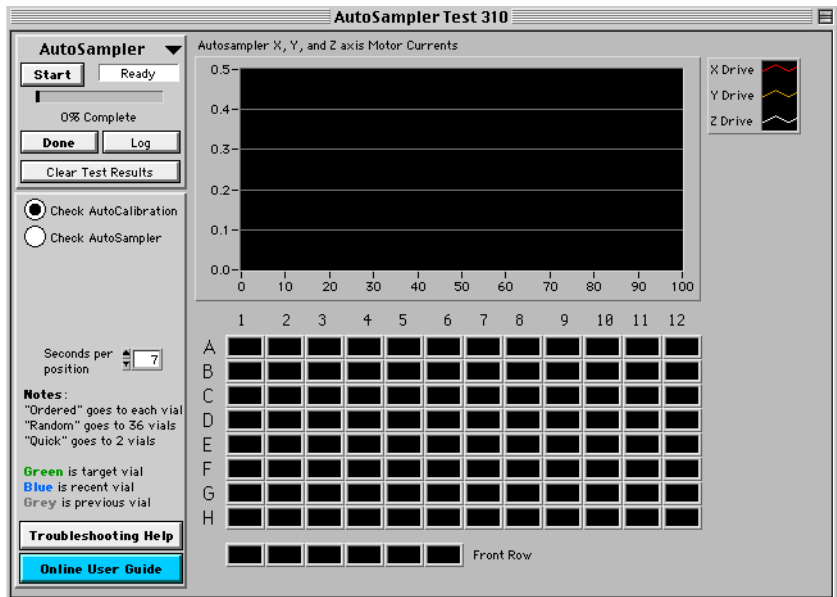 AutoSampler Test 310
AutoSampler
Start Ready
0% Complete
Done Log
Clear Test Results
Check AutoCalibration
Check AutoSampler
Seconds per
position
7
Notes:
"Ordered" goes to each vial
"Random" goes to 36 vials
"Quick" goes to 2 vials
Green is target vial
Blue is recent vial
Grey is previous vial
Troubleshooting Help
Online User Guide
Autosampler X, Y, and Z axis Motor Currents
0.5
0.4
0.3
0.2
0.1
0.0
0 10 20 30 40 50 60 70 80 90 100
X Drive
Y Drive
Z Drive
1 2 3 4 5 6 7 8 9 10 11 12
A
B
C
D
E
F
G
H
Front Row